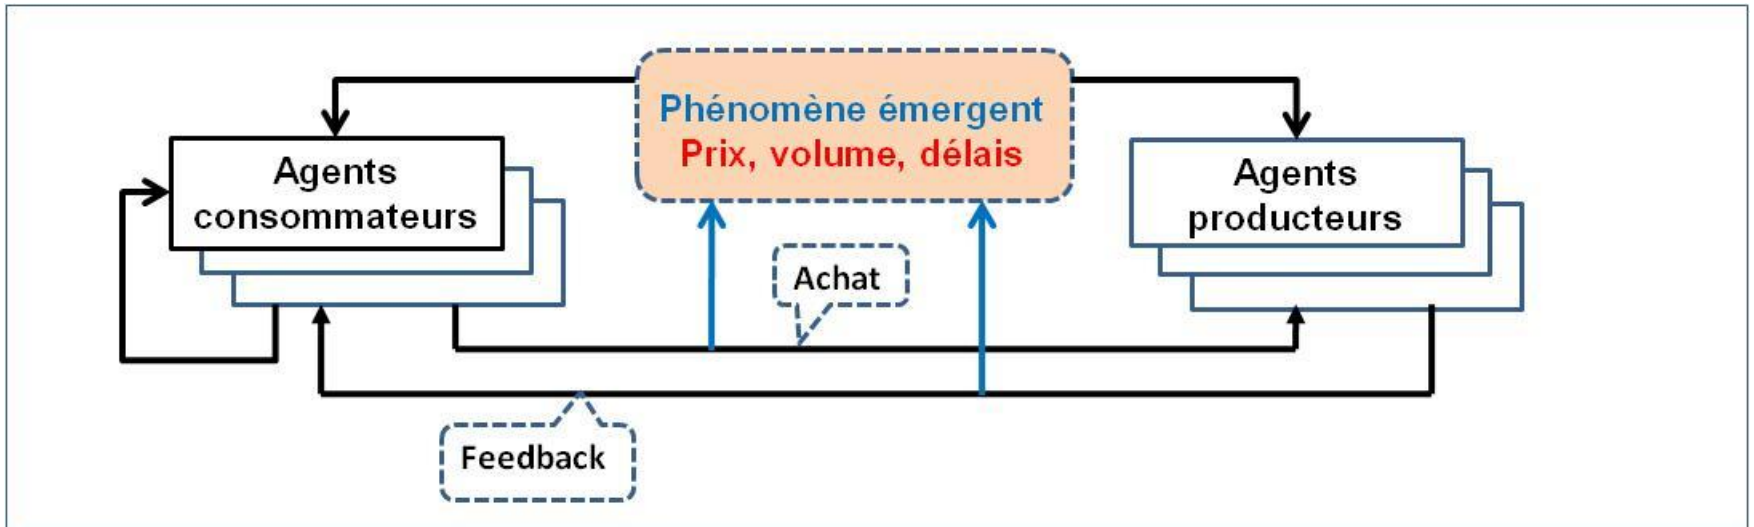 Phénomène émergent
Prix, volume, délais
Agents
consommateurs
Agents
producteurs
Achat
Feedback